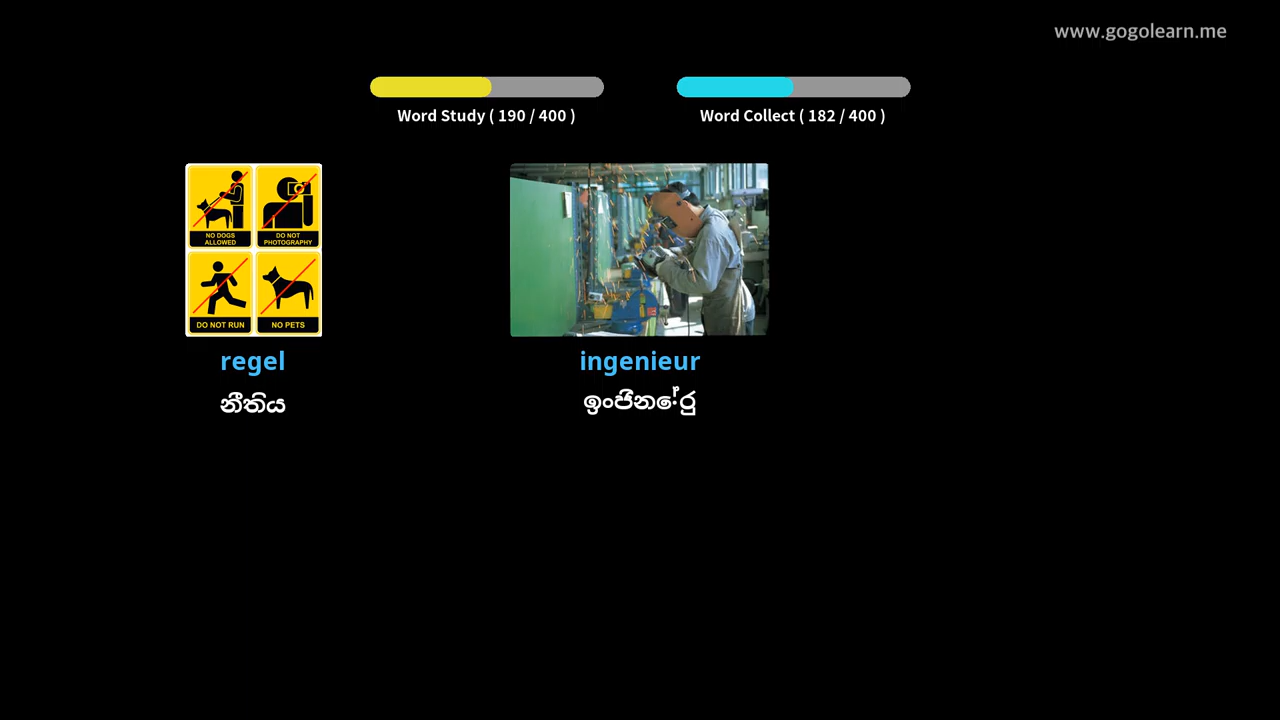 www.gogolearn.me
Word Study ( 190 / 400 )
Word Collect ( 182 / 400 )
NO DOGS
ALLOWED
DO NOT
PHOTOGRAPHY
DO NOT RUN
NO PETS
regel
ingenieur
නීතිය
ඉංජිනේරු